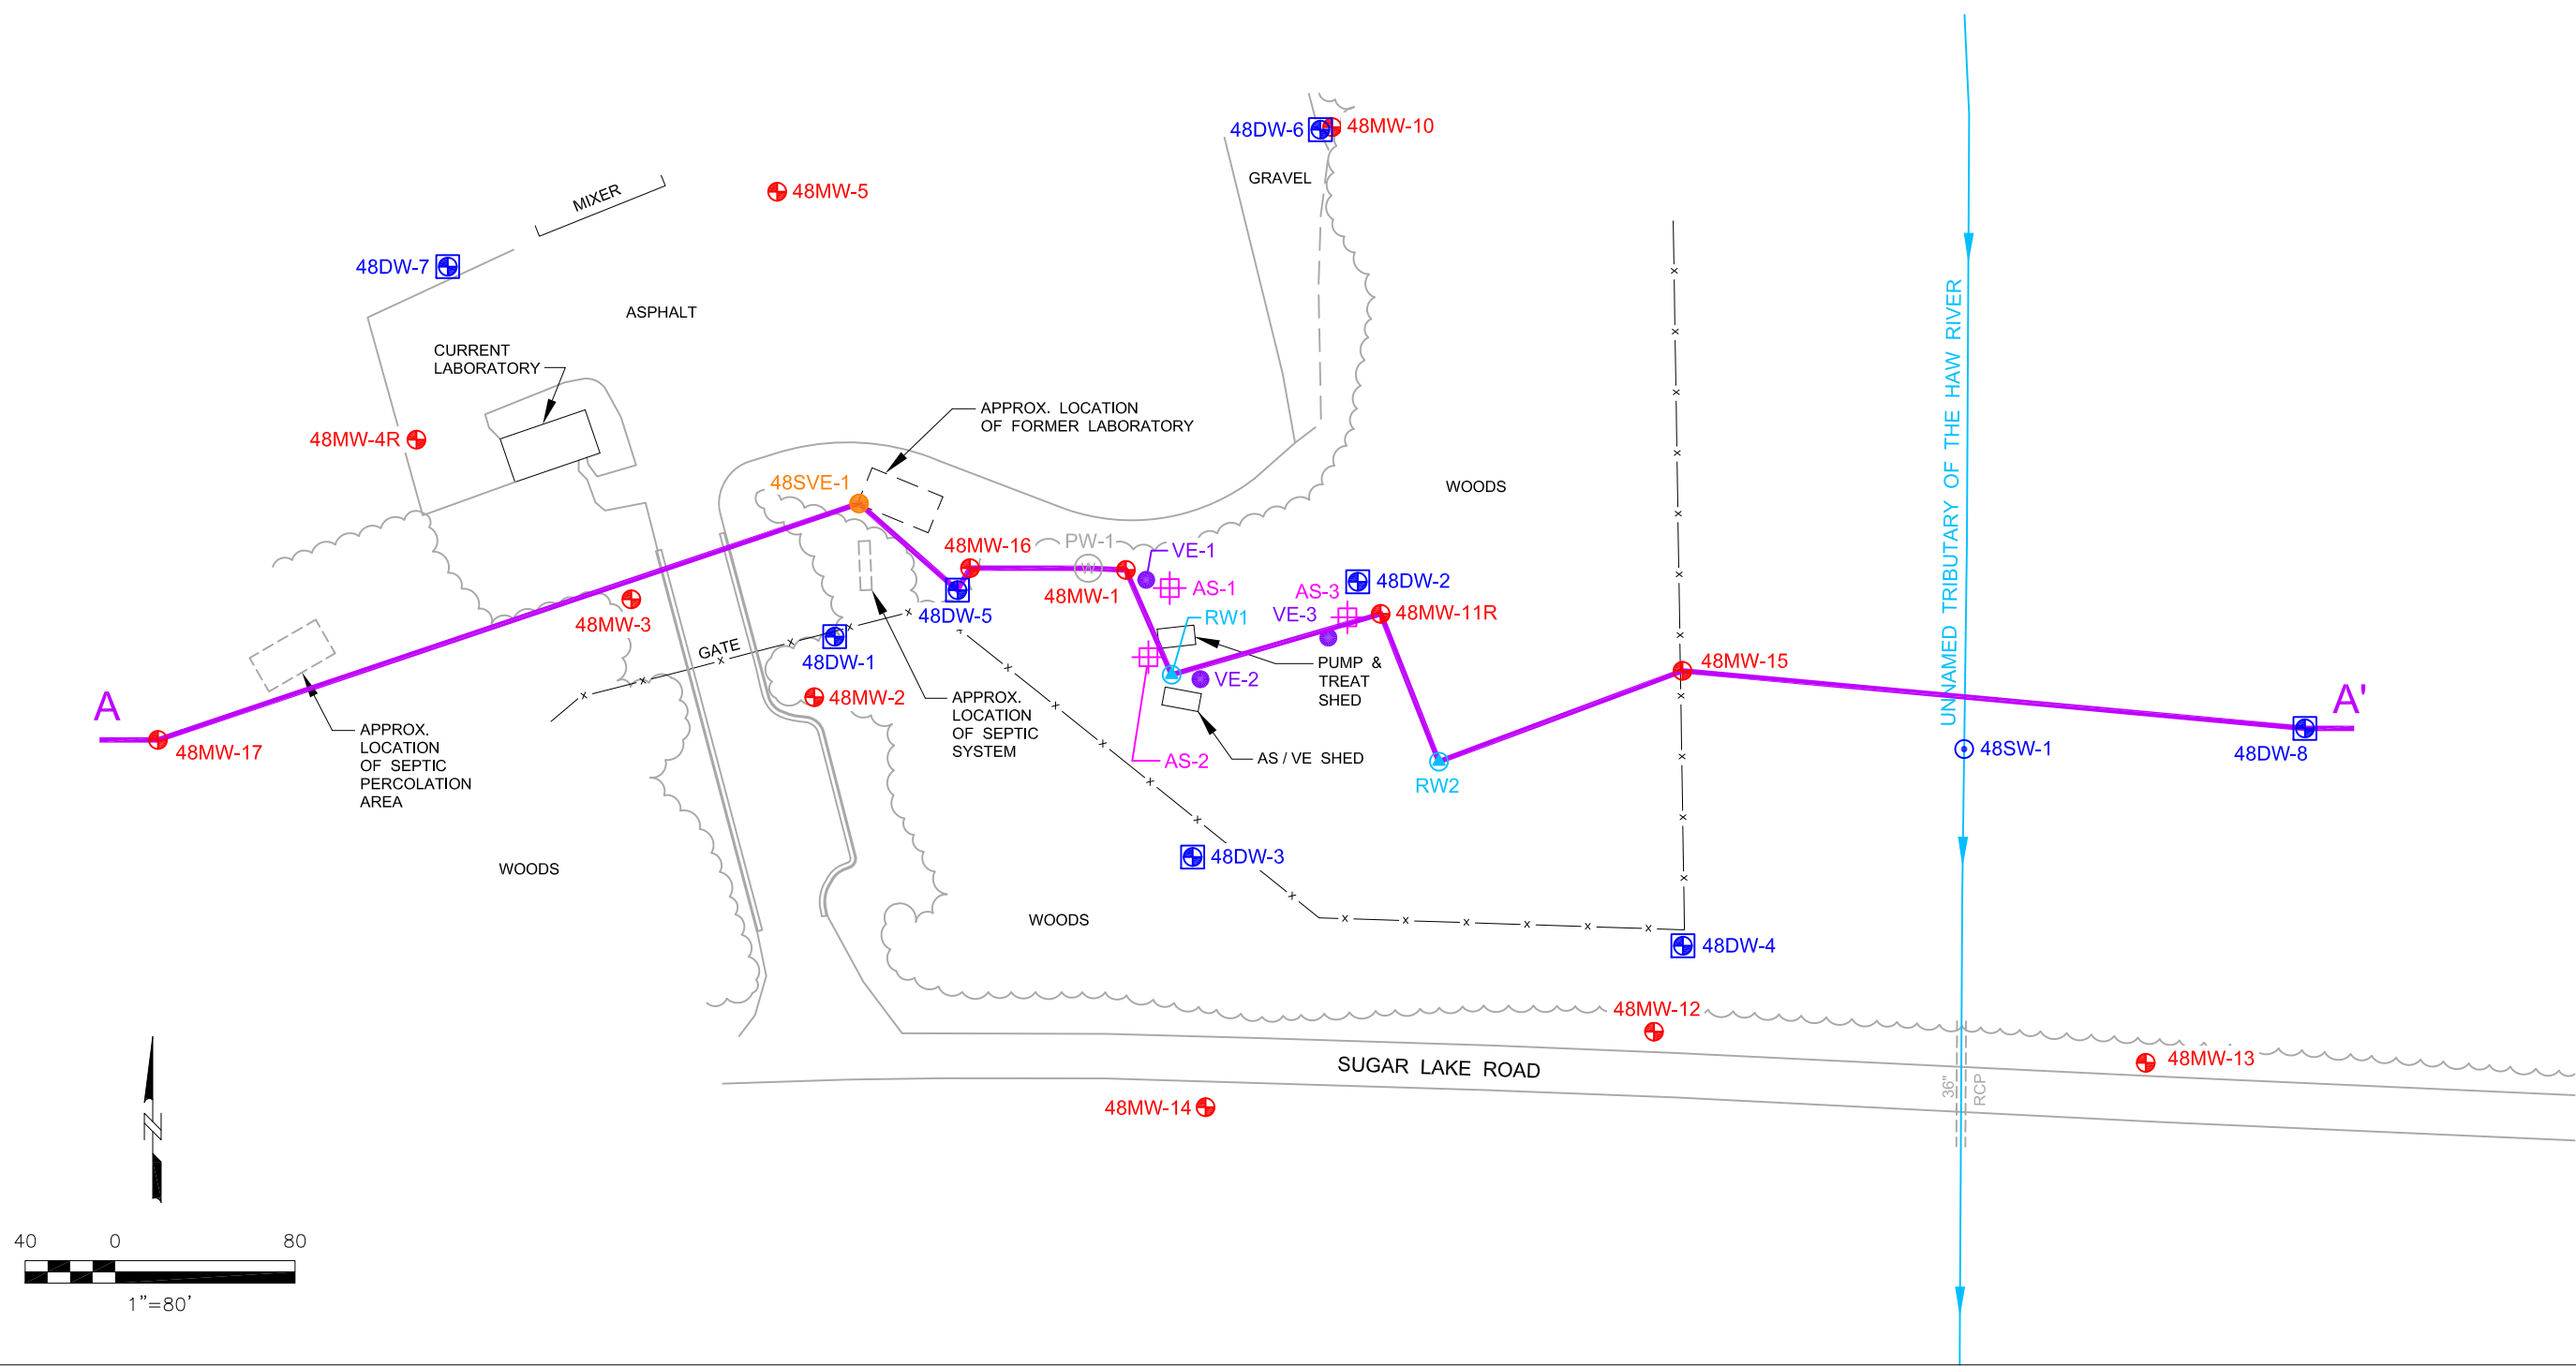 48DW-6
48MW-10
GRAVEL
MIXER
48MW-5
48DW-7
ASPHALT
CURRENT
LABORATORY
APPROX. LOCATION
OF FORMER LABORATORY
48MW-4R
48SVE-1
WOODS
UNNAMED TRIBUTARY OF THE HAW RIVER
48MW-16
PW-1
W
VE-1
48MW-1
AS-1
AS-3
48DW-2
48MW-3
48DW-5
RW1
VE-3
48MW-11R
GATE
48DW-1
PUMP &
TREAT
SHED
48MW-15
VE-2
48MW-2
APPROX.
LOCATION
OF SEPTIC
SYSTEM
A
A'
48MW-17
APPROX.
LOCATION
OF SEPTIC
PERCOLATION
AREA
AS-2
AS / VE SHED
RW2
48SW-1
48DW-8
WOODS
48DW-3
WOODS
48DW-4
48MW-12
SUGAR LAKE ROAD
48MW-13
36"
RCP
48MW-14
N
40 0 80
1"=80'
x x x x x x x x x x x x x x x x x x x x x x x x x x x x x x x x x